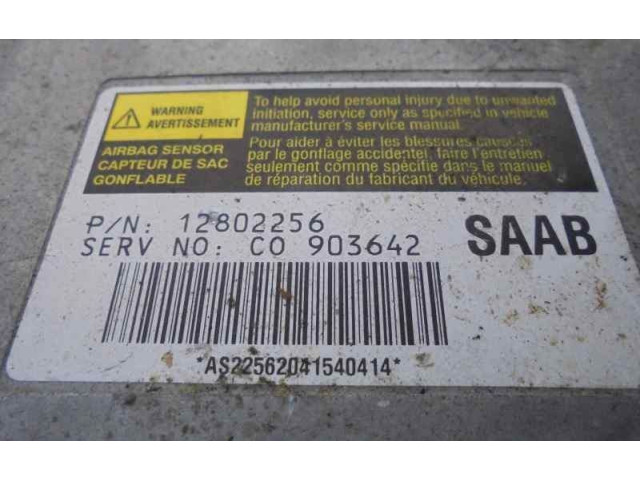 WARNING
AVERTISSEMENT
AIRBAG SENSOR
CAPTEUR DE SAC
GONFLABLE
To help avoid personal injury due to unwanted
initiation, service only as specified in vehicle
manufacturer's service manual.
Pour aider à éviter les blessures causées
par le gonflage accidentel, faire l'entretien
seulement comme spécifié dans le manuel
de réparation du fabricant du véhicule.
P/N: 12802256
SERV NO: CO 903642
SAAB
*AS22562041540414*